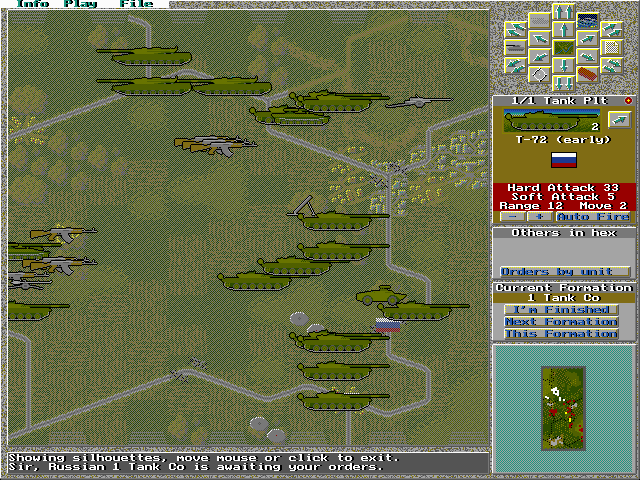 Info Play File
1/1 Tank Plt
2
T-72 (early)
Hard Attack 33
Soft Attack 5
Range 12 Move 2
- + Auto Fire
Others in hex
Orders by unit
Current Formation
1 Tank Co
I'm Finished
Next Formation
This Formation
Showing silhouettes, move mouse or click to exit.
Sir, Russian 1 Tank Co is awaiting your orders.